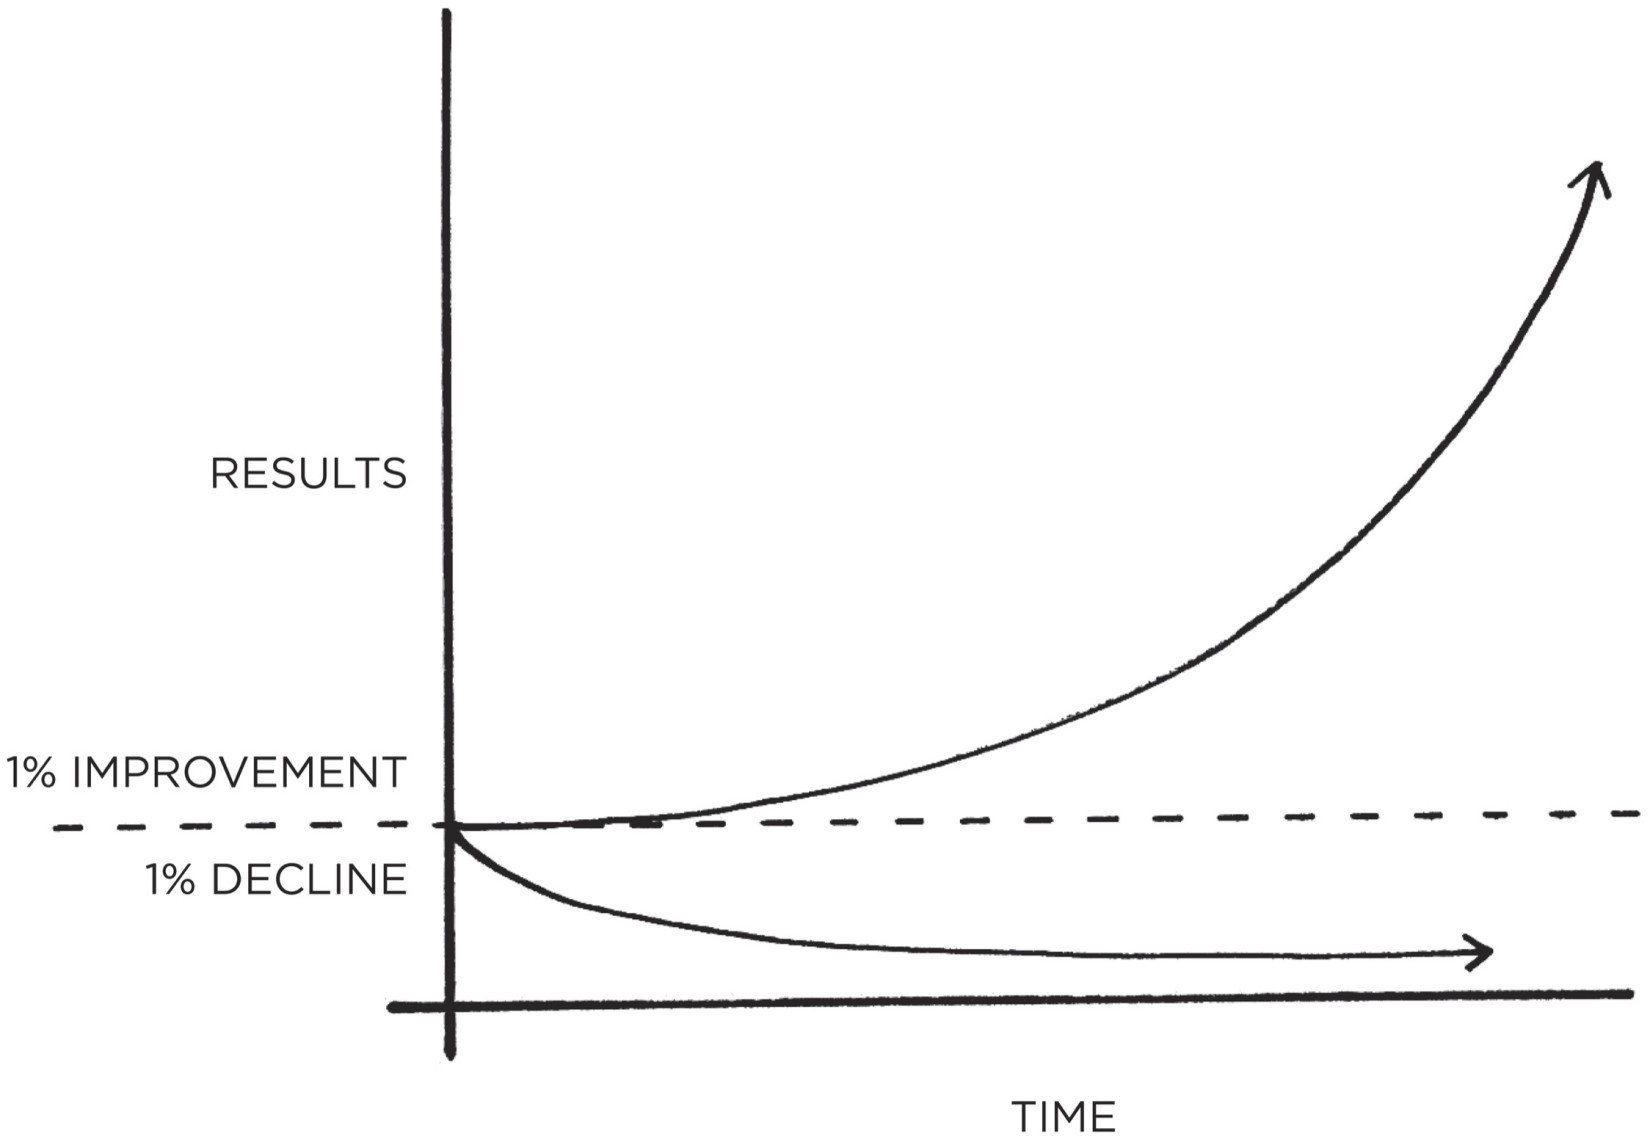 RESULTS
1% IMPROVEMENT
1% DECLINE
TIME